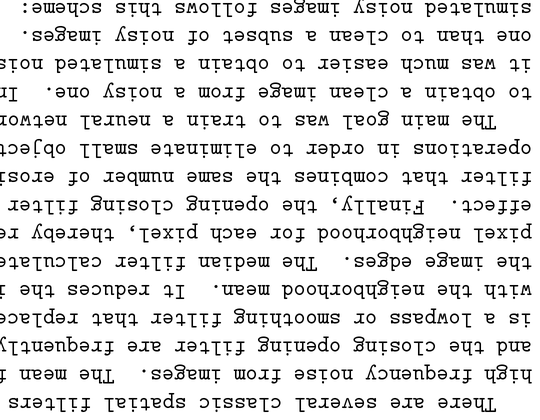 There are several classic spatial filters
high frequency noise from images. The mean f
and the closing opening filter are frequently
is a lowpass or smoothing filter that replace
with the neighborhood mean. It reduces the i
the image edges. The median filter calculate
pixel neighborhood for each pixel, thereby re
effect. Finally, the opening closing filter
filter that combines the same number of erosi
operations in order to eliminate small object
The main goal was to train a neural networ
to obtain a clean image from a noisy one. In
it was much easier to obtain a simulated nois
one than to clean a subset of noisy images.
simulated noisy images follows this scheme: